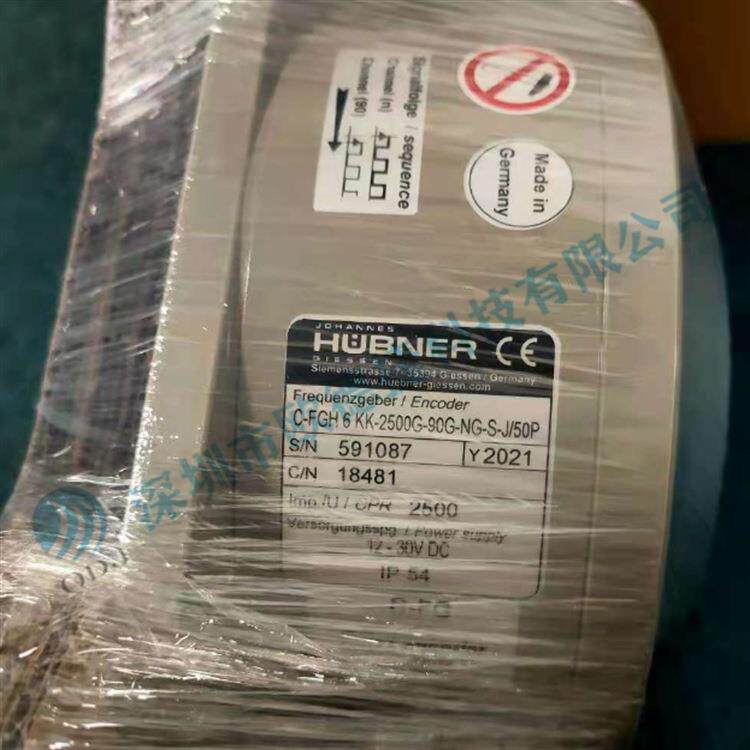 Signalfolge / sequence
Channel (n)
Channel (90)
Made in
Germany
JOHANNES
HÜBNER CE
GIESSEN
Siemensstrasse 7 35394 Giessen / Germany
www.huebner-giessen.com
Frequenzgeber / Encoder
C-FGH 6 KK-2500G-90G-NG-S-J/50P
S/N 591087 Y 2021
C/N 18481
Imp./U / CPR 2500
Versorgungsspg. / Power supply
12 - 30V DC
IP 54
ODJ 深圳市欧 科技有限公司